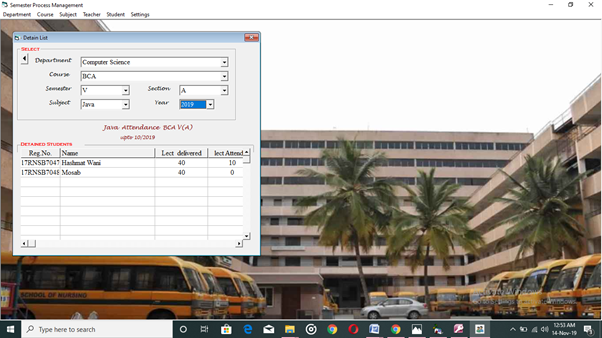 Semester Process Management
Department Course Subject Teacher Student Settings
Detain List
SELECT
Department Computer Science
Course BCA
Semester V Section A
Subject Java Year 2019
Java Attendance BCA V(A)
upto 10/2019
DETAINED STUDENTS
Reg.No. Name Lect delivered lect Attend
17RNSB7047 Hashmat Wani 40 10
17RNSB7048 Mosab 40 0
SCHOOL OF NURSING
Type here to search
12:53 AM
14-Nov-19